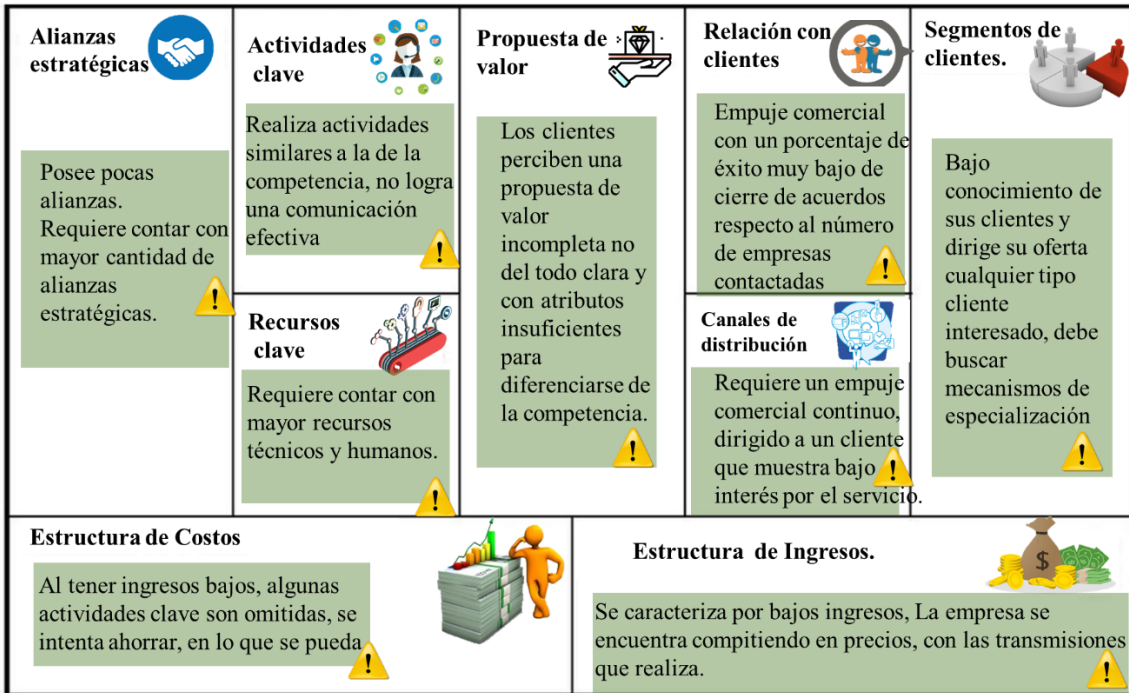 Alianzas
estratégicas
Posee pocas
alianzas.
Requiere contar con
mayor cantidad de
alianzas
estratégicas.
Actividades
clave
Realiza actividades
similares a la de la
competencia, no logra
una comunicación
efectiva
Recursos
clave
Requiere contar con
mayor recursos
técnicos y humanos.
Propuesta de
valor
Los clientes
perciben una
propuesta de
valor
incompleta no
del todo clara y
con atributos
insuficientes
para
diferenciarse de
la competencia.
Relación con
clientes
Empuje comercial
con un porcentaje de
éxito muy bajo de
cierre de acuerdos
respecto al número
de empresas
contactadas
Canales de
distribución
Requiere un empuje
comercial continuo,
dirigido a un cliente
que muestra bajo
interés por el servicio.
Segmentos de
clientes.
Bajo
conocimiento de
sus clientes y
dirige su oferta
cualquier tipo
cliente
interesado, debe
buscar
mecanismos de
especialización
Estructura de Costos
Al tener ingresos bajos, algunas
actividades clave son omitidas, se
intenta ahorrar, en lo que se pueda
Estructura de Ingresos.
$
Se caracteriza por bajos ingresos, La empresa se
encuentra compitiendo en precios, con las transmisiones
que realiza.